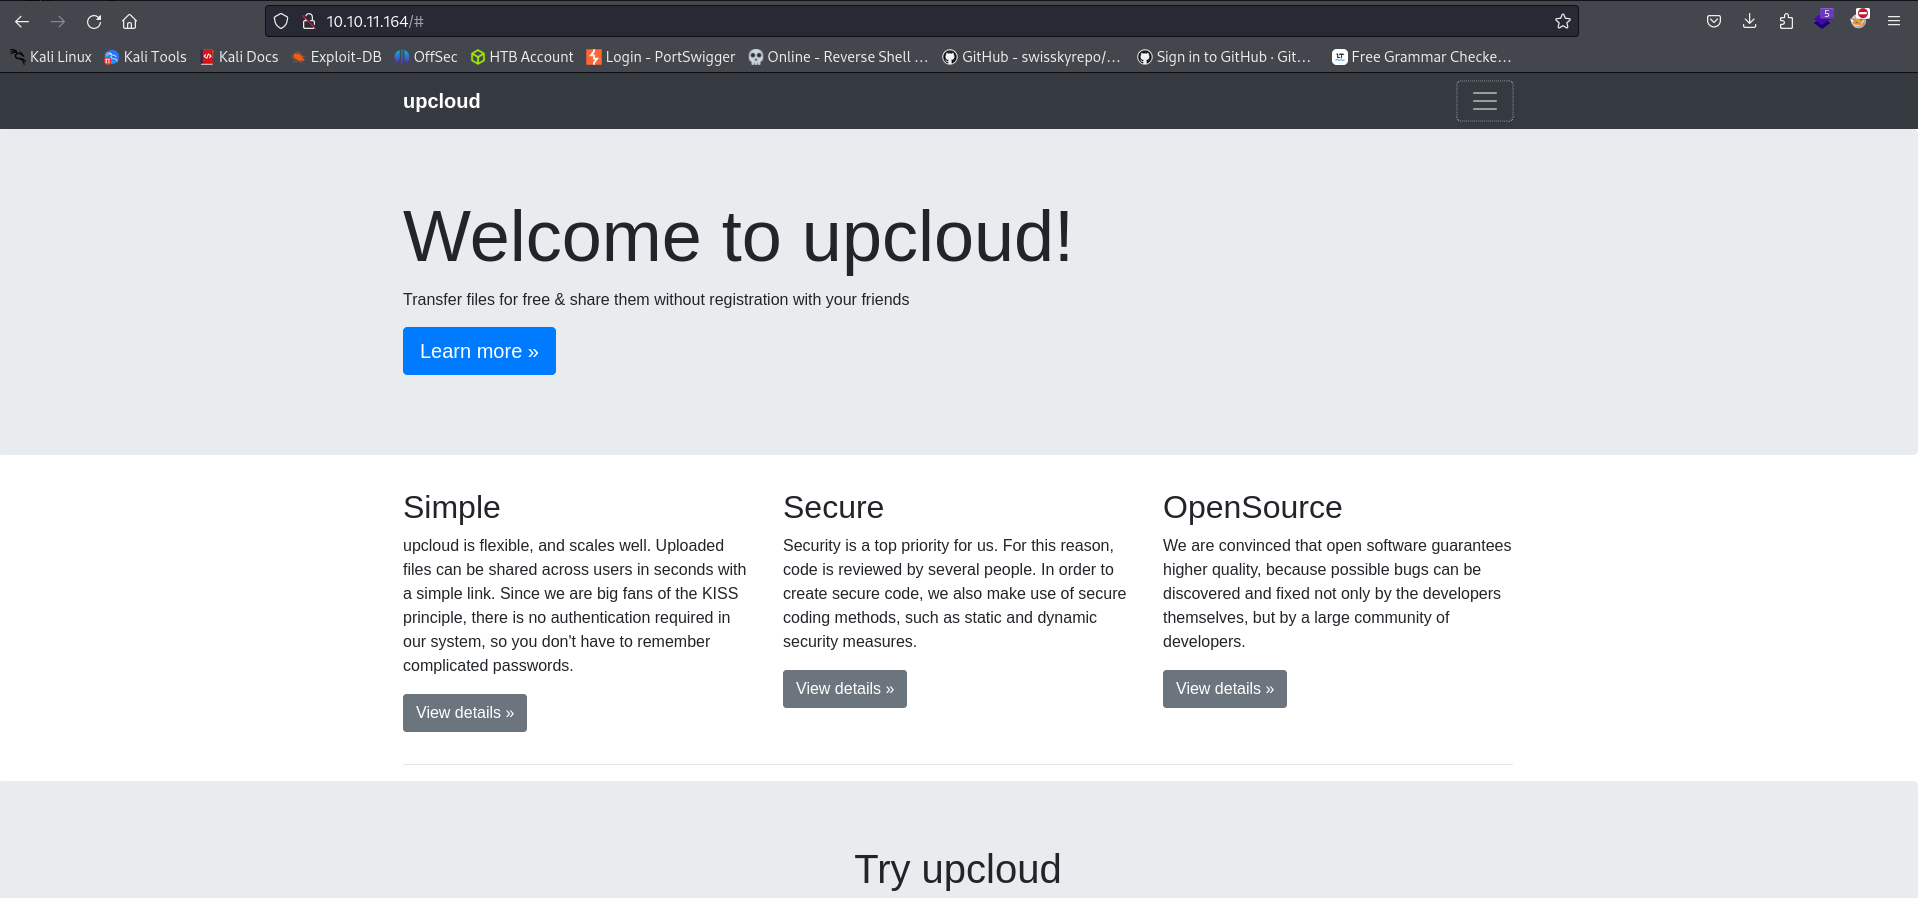 10.10.11.164/#
5
Kali Linux Kali Tools Kali Docs Exploit-DB OffSec HTB Account Login - PortSwigger Online - Reverse Shell … GitHub - swisskyrepo/… Sign in to GitHub · Git… LT Free Grammar Checke…
upcloud
Welcome to upcloud!
Transfer files for free & share them without registration with your friends
Learn more »
Simple
upcloud is flexible, and scales well. Uploaded
files can be shared across users in seconds with
a simple link. Since we are big fans of the KISS
principle, there is no authentication required in
our system, so you don't have to remember
complicated passwords.
View details »
Secure
Security is a top priority for us. For this reason,
code is reviewed by several people. In order to
create secure code, we also make use of secure
coding methods, such as static and dynamic
security measures.
View details »
OpenSource
We are convinced that open software guarantees
higher quality, because possible bugs can be
discovered and fixed not only by the developers
themselves, but by a large community of
developers.
View details »
Try upcloud